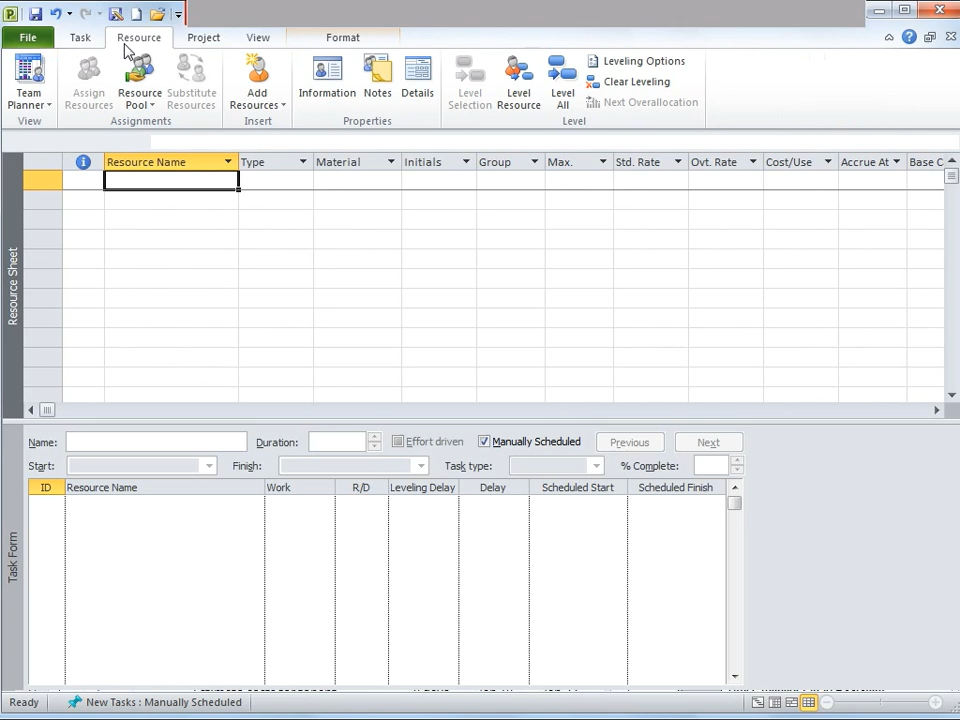 File Task Resource Project View Format
Team Planner
Assign Resources
Resource Pool
Substitute Resources
Add Resources
Information
Notes
Details
Level Selection
Level Resource
Level All
Leveling Options
Clear Leveling
Next Overallocation
View Assignments Insert Properties Level
Resource Name Type Material Initials Group Max. Std. Rate Ovt. Rate Cost/Use Accrue At Base C
Resource Sheet
Name: Duration: Effort driven Manually Scheduled Previous Next
Start: Finish: Task type: % Complete:
ID Resource Name Work R/D Leveling Delay Delay Scheduled Start Scheduled Finish
Task Form
Ready New Tasks : Manually Scheduled